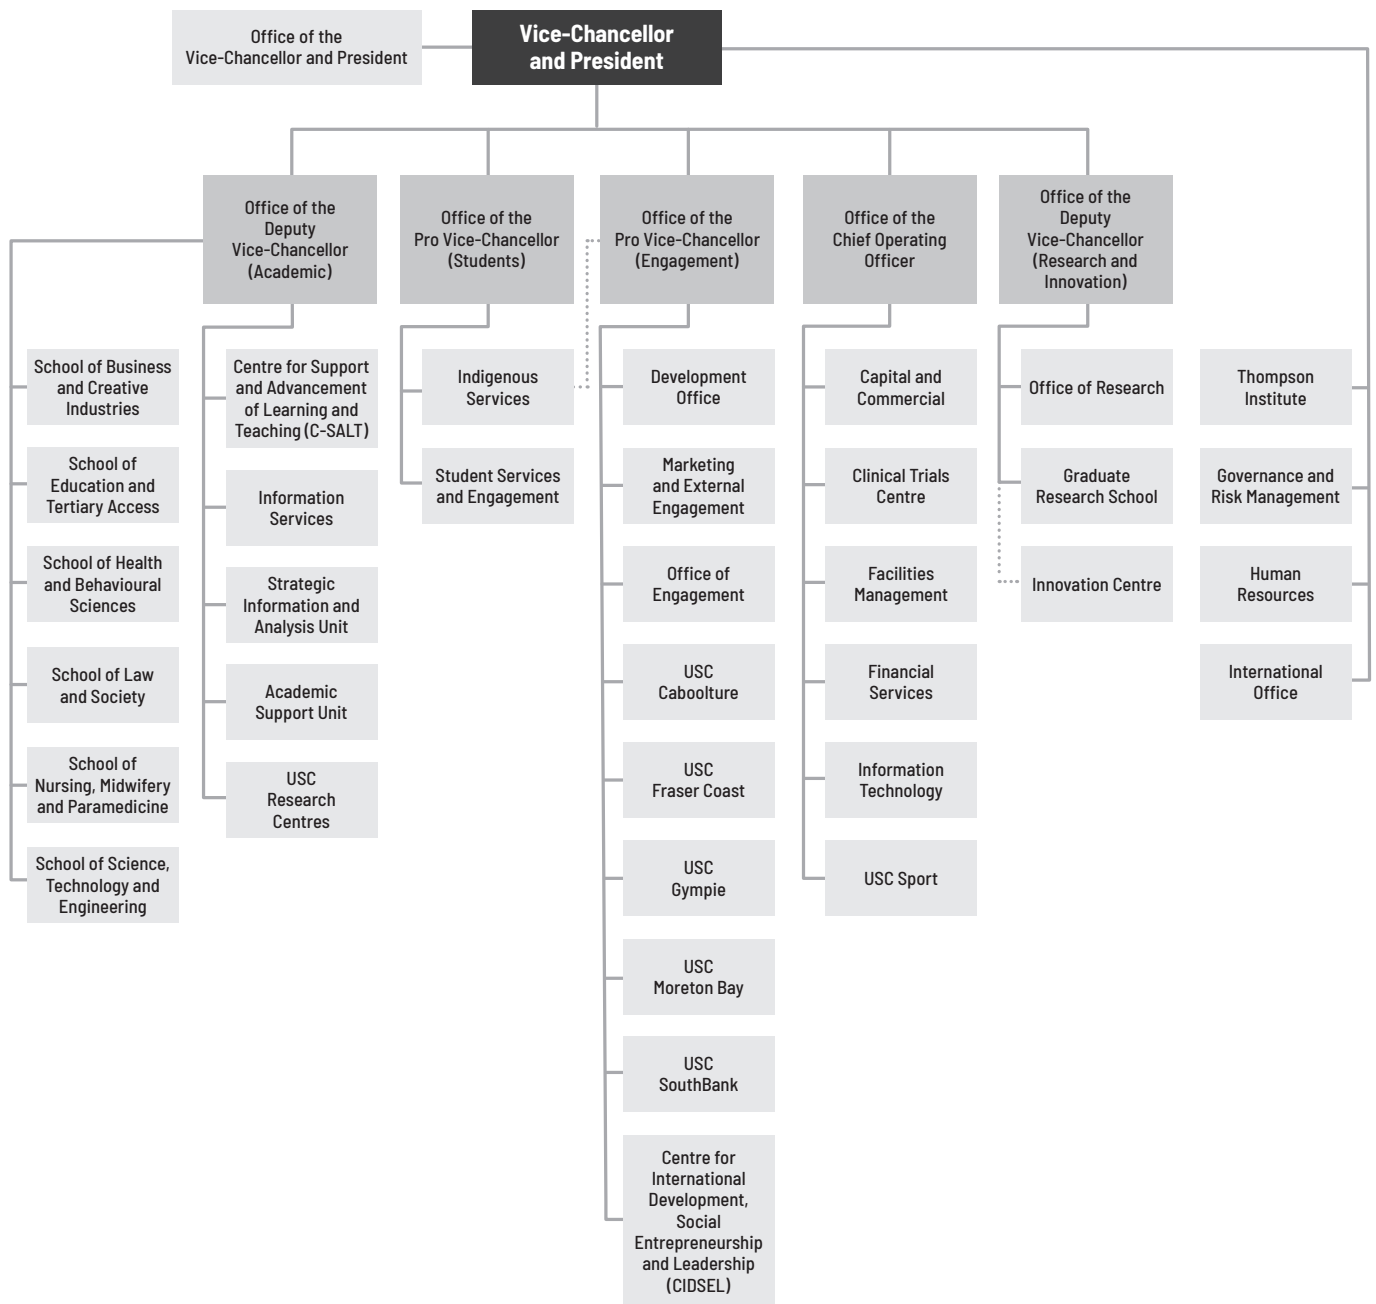 Office of the
Vice-Chancellor and President
Vice-Chancellor
and President
Office of the
Deputy
Vice-Chancellor
(Academic)
Office of the
Pro Vice-Chancellor
(Students)
Office of the
Pro Vice-Chancellor
(Engagement)
Office of the
Chief Operating
Officer
Office of the
Deputy
Vice-Chancellor
(Research and
Innovation)
School of Business
and Creative
Industries
School of
Education and
Tertiary Access
School of Health
and Behavioural
Sciences
School of Law
and Society
School of
Nursing, Midwifery
and Paramedicine
School of Science,
Technology and
Engineering
Centre for Support
and Advancement
of Learning and
Teaching (C-SALT)
Information
Services
Strategic
Information and
Analysis Unit
Academic
Support Unit
USC
Research
Centres
Indigenous
Services
Student Services
and Engagement
Development
Office
Marketing
and External
Engagement
Office of
Engagement
USC
Caboolture
USC
Fraser Coast
USC
Gympie
USC
Moreton Bay
USC
SouthBank
Centre for
International
Development,
Social
Entrepreneurship
and Leadership
(CIDSEL)
Capital and
Commercial
Clinical Trials
Centre
Facilities
Management
Financial
Services
Information
Technology
USC Sport
Office of Research
Graduate
Research School
Innovation Centre
Thompson
Institute
Governance and
Risk Management
Human
Resources
International
Office